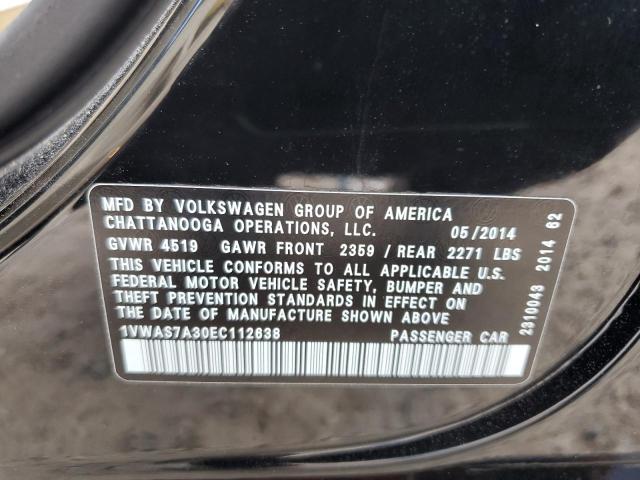 MFD BY VOLKSWAGEN GROUP OF AMERICA
CHATTANOOGA OPERATIONS, LLC. 05/2014
GVWR 4519 GAWR FRONT 2359 / REAR 2271 LBS
THIS VEHICLE CONFORMS TO ALL APPLICABLE U.S.
FEDERAL MOTOR VEHICLE SAFETY, BUMPER AND
THEFT PREVENTION STANDARDS IN EFFECT ON
THE DATE OF MANUFACTURE SHOWN ABOVE
1VWAS7A30EC112638 PASSENGER CAR
2310043 2014 62